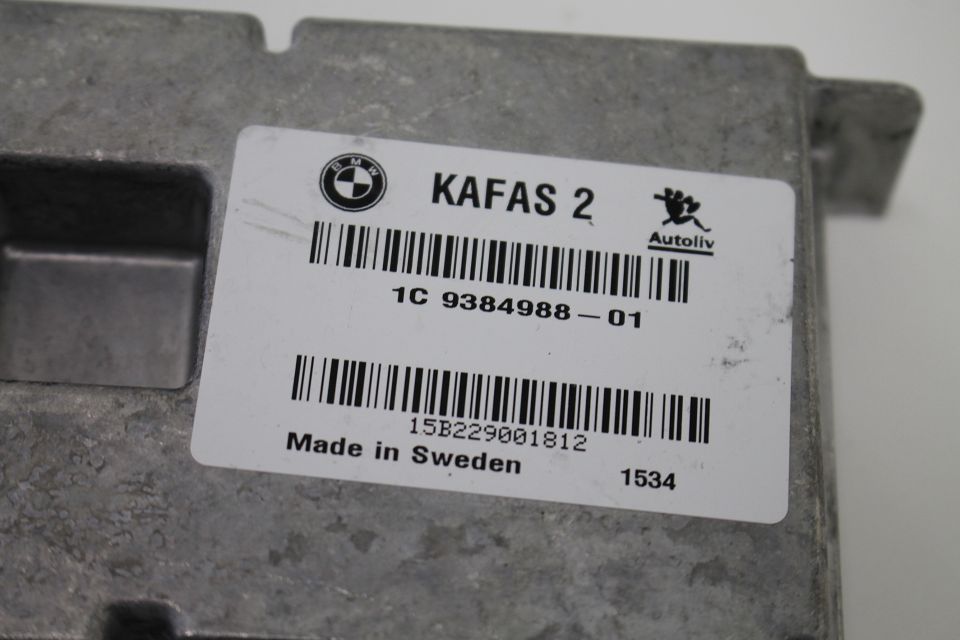 BMW
KAFAS 2
Autoliv
1C 9384988-01
15B229001812
Made in Sweden
1534